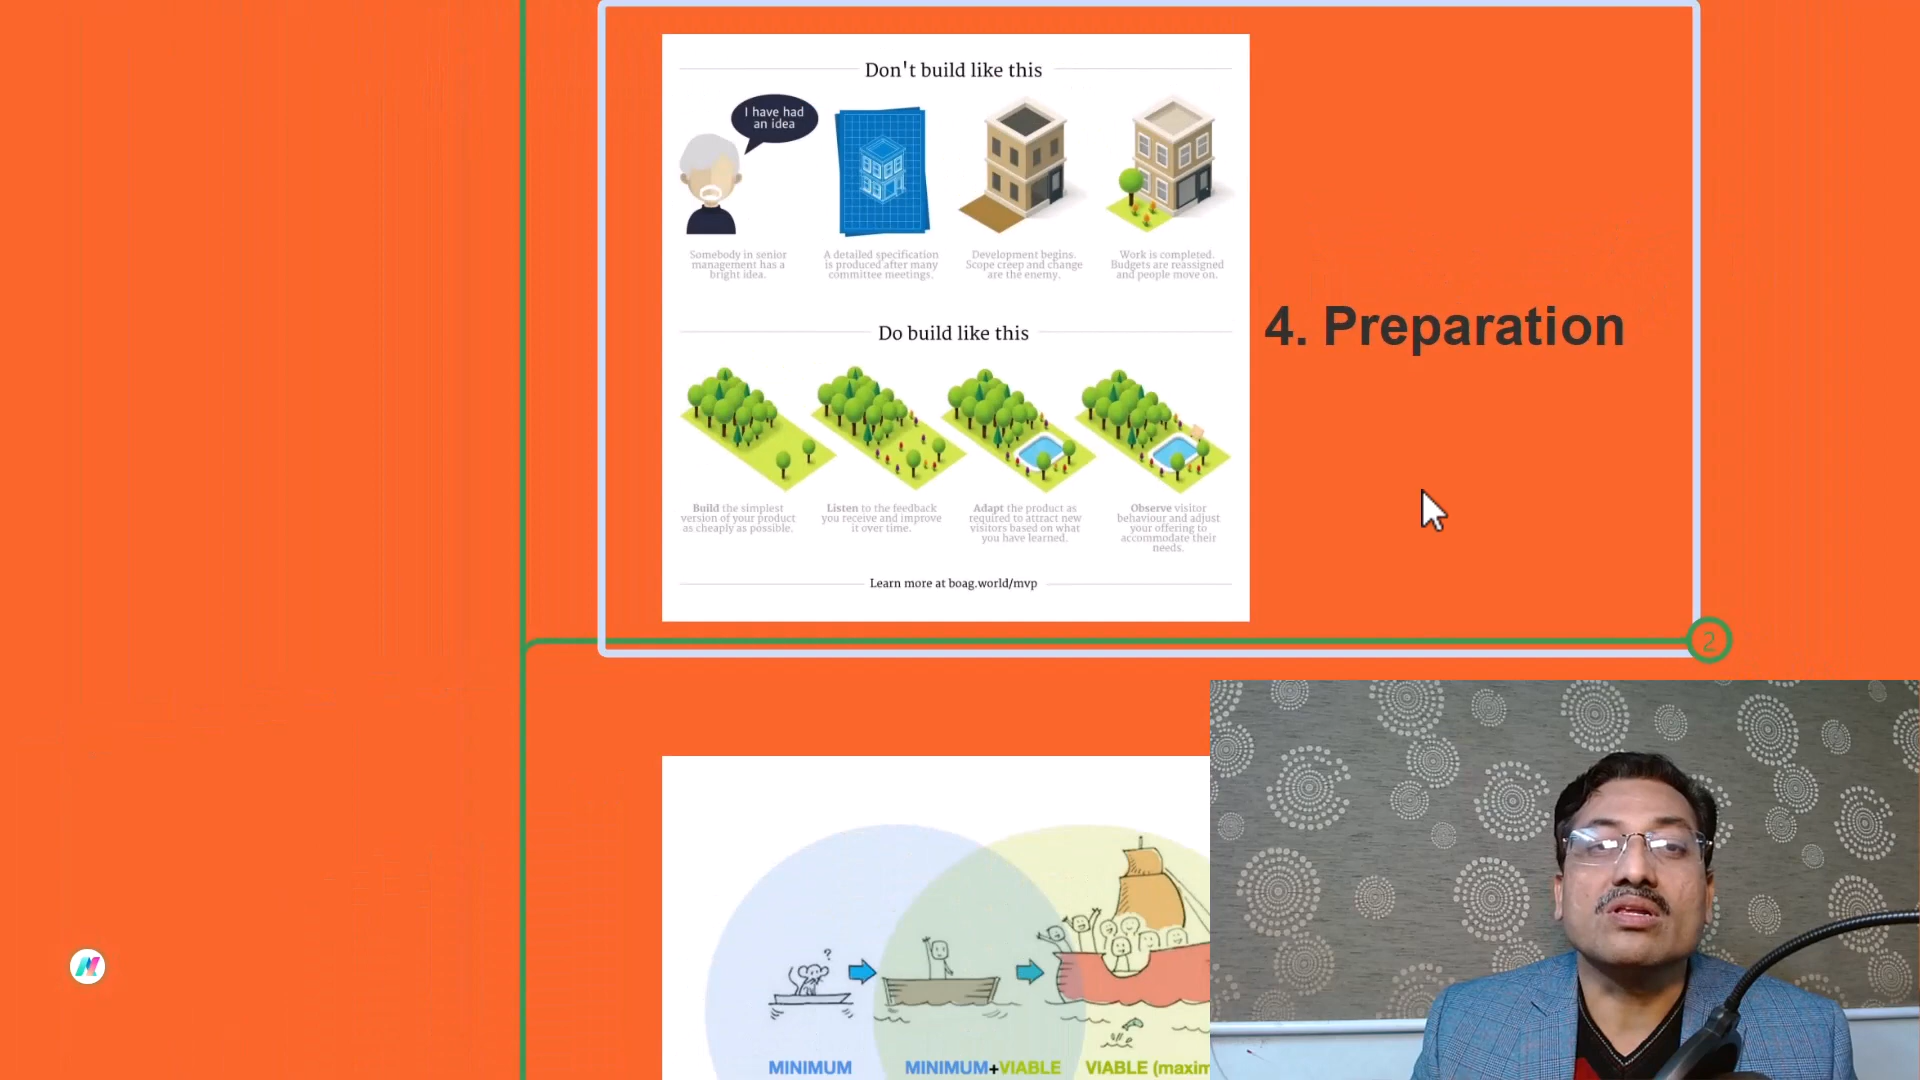 Don't build like this
I have had
an idea
Somebody in senior
management has a
bright idea.
A detailed specification
is produced after many
committee meetings.
Development begins.
Scope creep and change
are the enemy.
Work is completed.
Budgets are reassigned
and people move on.
Do build like this
4. Preparation
Build the simplest
version of your product
as cheaply as possible.
Listen to the feedback
you receive and improve
it over time.
Adapt the product as
required to attract new
visitors based on what
you have learned.
Observe visitor
behaviour and adjust
your offering to
accommodate their
needs.
Learn more at boag.world/mvp
2
?
MINIMUM
MINIMUM+VIABLE
VIABLE (maxim